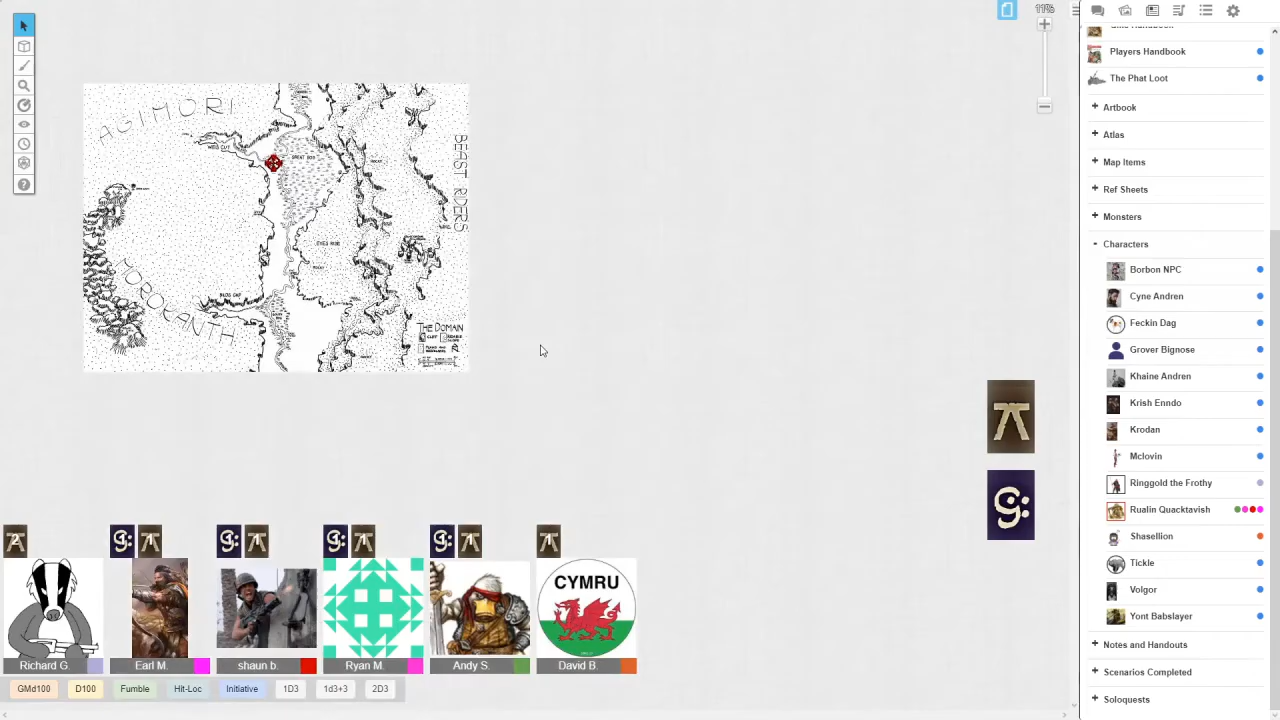 11%
Players Handbook
The Phat Loot
Artbook
Atlas
Map Items
Ref Sheets
Monsters
Characters
Borbon NPC
Cyne Andren
Feckin Dag
Grover Bignose
Khaine Andren
Krish Enndo
Krodan
Mclovin
Ringgold the Frothy
Rualin Quacktavish
Shasellion
Tickle
Volgor
Yont Babslayer
Notes and Handouts
Scenarios Completed
Soloquests
AGIMORI
BEAST RIDERS
MOROCANTH
THE DOMAIN
CYMRU
Richard G.
Earl M.
shaun b.
Ryan M.
Andy S.
David B.
GMd100
D100
Fumble
Hit-Loc
Initiative
1D3
1d3+3
2D3